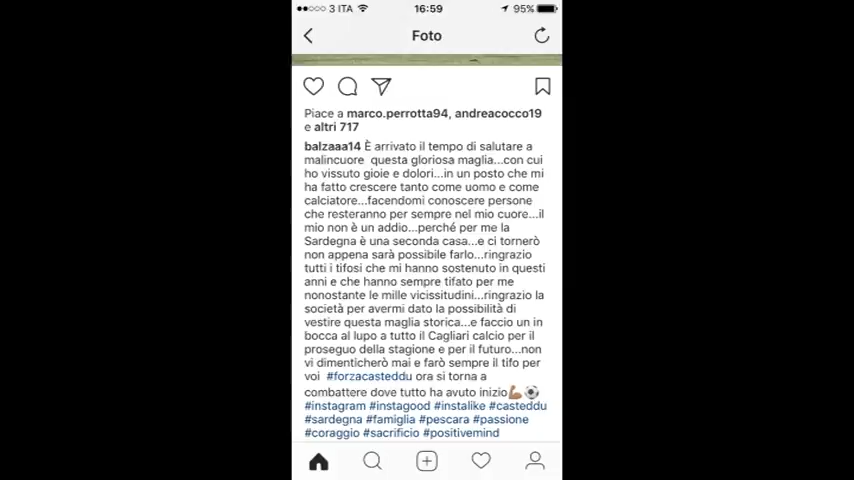 3 ITA 16:59 95%
Foto
Piace a marco.perrotta94, andreacocco19
e altri 717
balzaaa14 È arrivato il tempo di salutare a
malincuore questa gloriosa maglia...con cui
ho vissuto gioie e dolori...in un posto che mi
ha fatto crescere tanto come uomo e come
calciatore...facendomi conoscere persone
che resteranno per sempre nel mio cuore...il
mio non è un addio...perché per me la
Sardegna è una seconda casa...e ci tornerò
non appena sarà possibile farlo...ringrazio
tutti i tifosi che mi hanno sostenuto in questi
anni e che hanno sempre tifato per me
nonostante le mille vicissitudini...ringrazio la
società per avermi dato la possibilità di
vestire questa maglia storica...e faccio un in
bocca al lupo a tutto il Cagliari calcio per il
proseguo della stagione e per il futuro...non
vi dimenticherò mai e farò sempre il tifo per
voi #forzacasteddu ora si torna a
combattere dove tutto ha avuto inizio💪🏽⚽
#instagram #instagood #instalike #casteddu
#sardegna #famiglia #pescara #passione
#coraggio #sacrificio #positivemind